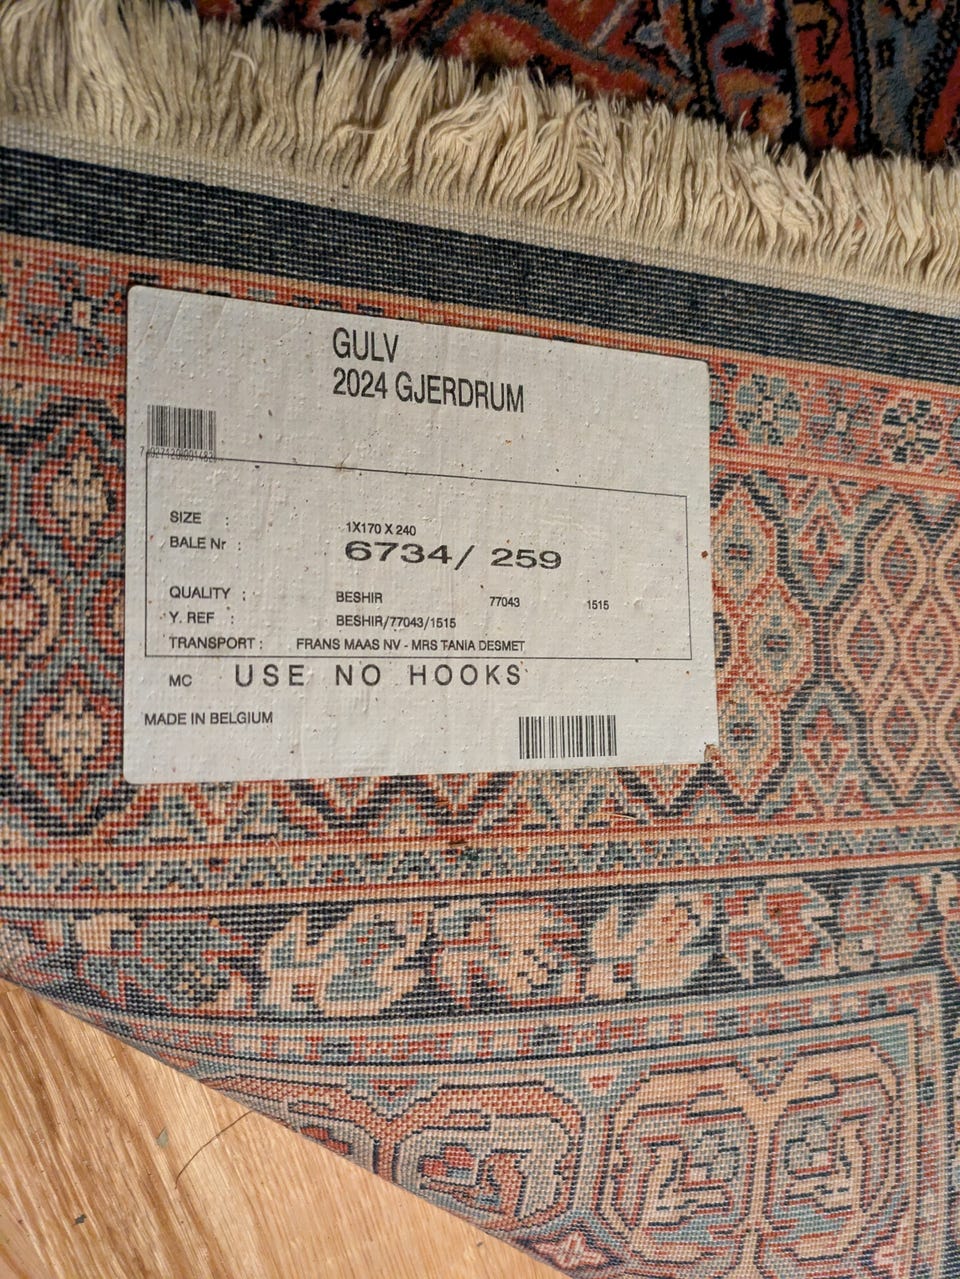 GULV
2024 GJERDRUM
SIZE : 1X170 X 240
BALE Nr : 6734/ 259
QUALITY : BESHIR 77043 1515
Y. REF : BESHIR/77043/1515
TRANSPORT : FRANS MAAS NV - MRS TANIA DESMET
MC USE NO HOOKS
MADE IN BELGIUM